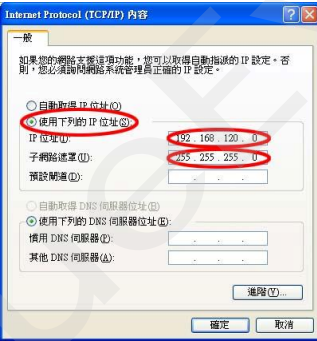 Internet Protocol (TCP/IP) 內容
一般
如果您的網路支援這項功能，您可以取得自動指派的 IP 設定。否
則，您必須詢問網路系統管理員正確的 IP 設定。
自動取得 IP 位址(O)
使用下列的 IP 位址(S):
IP 位址(I): 192 . 168 . 120 . 0
子網路遮罩(U): 255 . 255 . 255 . 0
預設閘道(D): . . .
自動取得 DNS 伺服器位址(B)
使用下列的 DNS 伺服器位址(E):
慣用 DNS 伺服器(P): . . .
其他 DNS 伺服器(A): . . .
進階(V)...
確定 取消